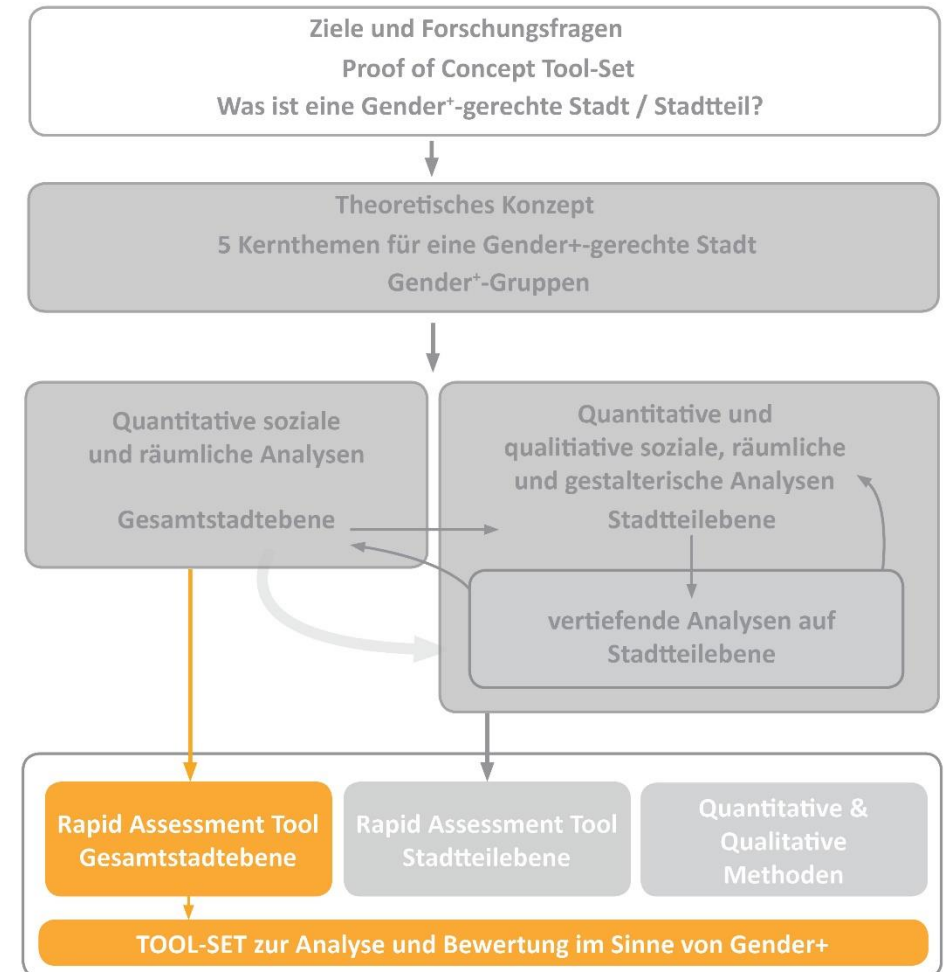 Ziele und Forschungsfragen
Proof of Concept Tool-Set
Was ist eine Gender⁺-gerechte Stadt / Stadtteil?
Theoretisches Konzept
5 Kernthemen für eine Gender+-gerechte Stadt
Gender⁺-Gruppen
Quantitative soziale
und räumliche Analysen
Gesamtstadtebene
Quantitative und
qualitiative soziale, räumliche
und gestalterische Analysen
Stadtteilebene
vertiefende Analysen auf
Stadtteilebene
Rapid Assessment Tool
Gesamtstadtebene
Rapid Assessment Tool
Stadtteilebene
Quantitative &
Qualitative
Methoden
TOOL-SET zur Analyse und Bewertung im Sinne von Gender+